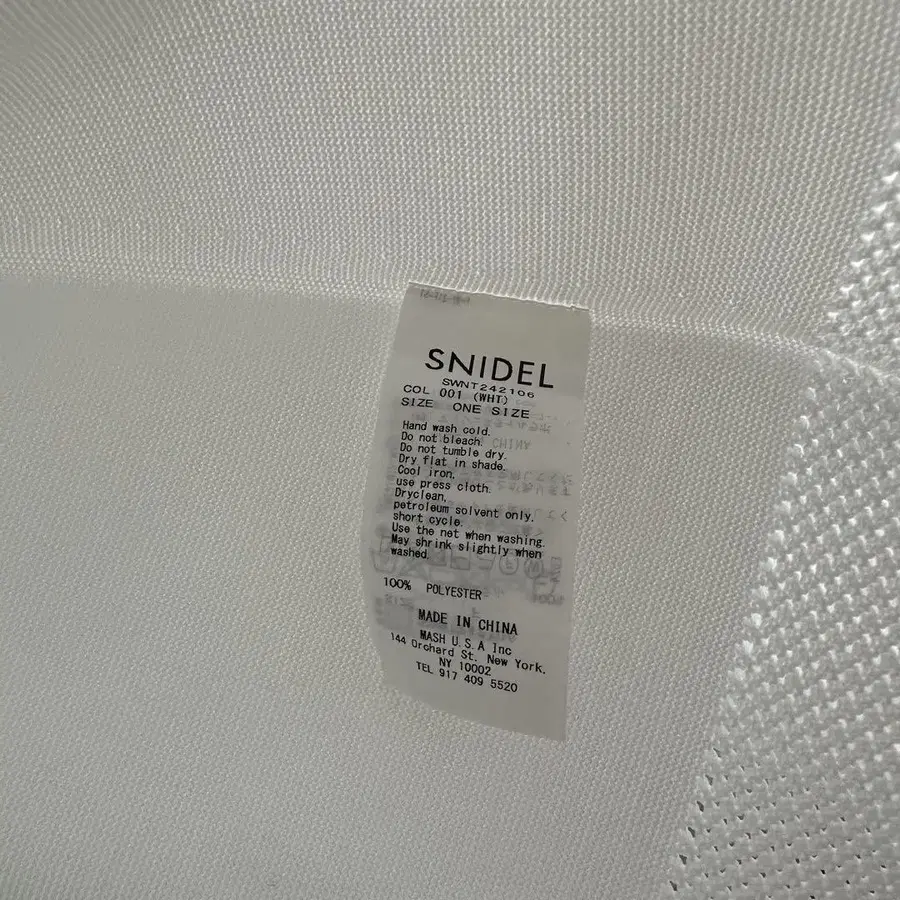 SNIDEL
SWNT242106
COL 001 (WHT)
SIZE ONE SIZE
Hand wash cold.
Do not bleach.
Do not tumble dry.
Dry flat in shade.
Cool iron.
use press cloth.
Dryclean,
petroleum solvent only,
short cycle.
Use the net when washing.
May shrink slightly when
washed.
100% POLYESTER
MADE IN CHINA
MASH U.S.A Inc
144 Orchard St. New York,
NY 10002
TEL 917 409 5520